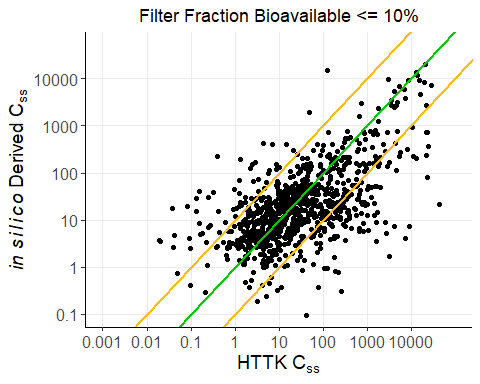 Filter Fraction Bioavailable <= 10%
in silico Derived Css
10000
1000
100
10
1
0.1
0.001 0.01 0.1 1 10 100 1000 10000
HTTK Css